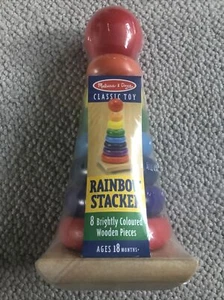 Melissa & Doug
CLASSIC TOY
RAINBOW
STACKER
8 Brightly Coloured
Wooden Pieces
AGES 18 MONTHS+